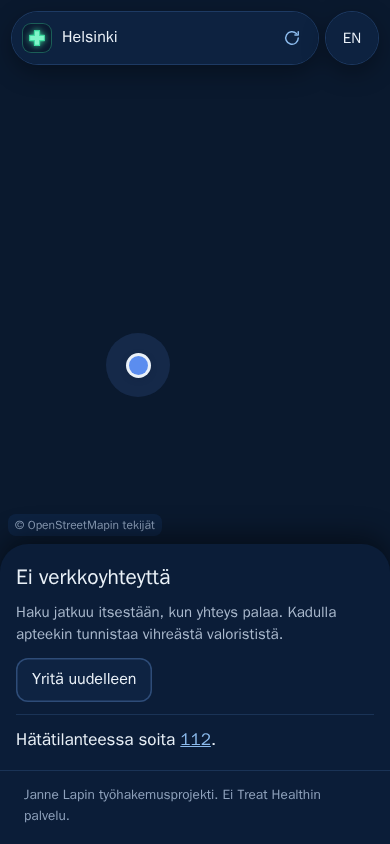 Helsinki
EN
© OpenStreetMapin tekijät
Ei verkkoyhteyttä
Haku jatkuu itsestään, kun yhteys palaa. Kadulla
apteekin tunnistaa vihreästä valorististä.
Yritä uudelleen
Hätätilanteessa soita 112.
Janne Lapin työhakemusprojekti. Ei Treat Healthin
palvelu.